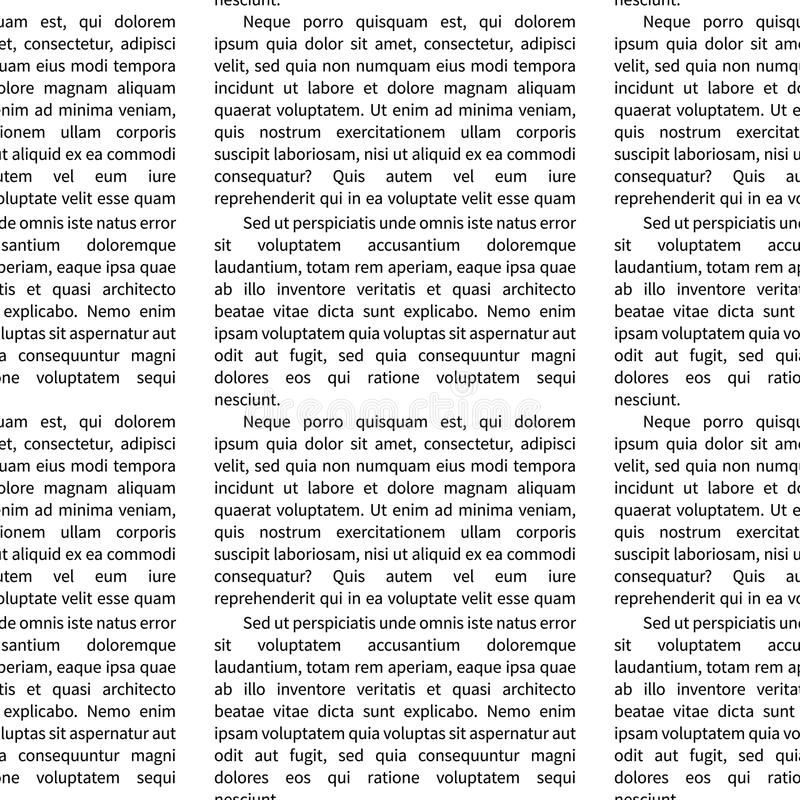 uam est, qui dolorem
et, consectetur, adipisci
uam eius modi tempora
olore magnam aliquam
enim ad minima veniam,
ionem ullam corporis
ut aliquid ex ea commodi
utem vel eum iure
oluptate velit esse quam
de omnis iste natus error
santium doloremque
periam, eaque ipsa quae
tis et quasi architecto
explicabo. Nemo enim
luptas sit aspernatur aut
a consequuntur magni
one voluptatem sequi
uam est, qui dolorem
et, consectetur, adipisci
uam eius modi tempora
olore magnam aliquam
enim ad minima veniam,
ionem ullam corporis
ut aliquid ex ea commodi
utem vel eum iure
oluptate velit esse quam
de omnis iste natus error
santium doloremque
periam, eaque ipsa quae
tis et quasi architecto
explicabo. Nemo enim
luptas sit aspernatur aut
a consequuntur magni
one voluptatem sequi
nesciunt.
Neque porro quisquam est, qui dolorem
ipsum quia dolor sit amet, consectetur, adipisci
velit, sed quia non numquam eius modi tempora
incidunt ut labore et dolore magnam aliquam
quaerat voluptatem. Ut enim ad minima veniam,
quis nostrum exercitationem ullam corporis
suscipit laboriosam, nisi ut aliquid ex ea commodi
consequatur? Quis autem vel eum iure
reprehenderit qui in ea voluptate velit esse quam
Sed ut perspiciatis unde omnis iste natus error
sit voluptatem accusantium doloremque
laudantium, totam rem aperiam, eaque ipsa quae
ab illo inventore veritatis et quasi architecto
beatae vitae dicta sunt explicabo. Nemo enim
ipsam voluptatem quia voluptas sit aspernatur aut
odit aut fugit, sed quia consequuntur magni
dolores eos qui ratione voluptatem sequi
nesciunt.
Neque porro quisquam est, qui dolorem
ipsum quia dolor sit amet, consectetur, adipisci
velit, sed quia non numquam eius modi tempora
incidunt ut labore et dolore magnam aliquam
quaerat voluptatem. Ut enim ad minima veniam,
quis nostrum exercitationem ullam corporis
suscipit laboriosam, nisi ut aliquid ex ea commodi
consequatur? Quis autem vel eum iure
reprehenderit qui in ea voluptate velit esse quam
Sed ut perspiciatis unde omnis iste natus error
sit voluptatem accusantium doloremque
laudantium, totam rem aperiam, eaque ipsa quae
ab illo inventore veritatis et quasi architecto
beatae vitae dicta sunt explicabo. Nemo enim
ipsam voluptatem quia voluptas sit aspernatur aut
odit aut fugit, sed quia consequuntur magni
dolores eos qui ratione voluptatem sequi
nesciunt.
nesciunt.
Neque porro quisqu
ipsum quia dolor sit ame
velit, sed quia non numqu
incidunt ut labore et do
quaerat voluptatem. Ut e
quis nostrum exercitat
suscipit laboriosam, nisi u
consequatur? Quis au
reprehenderit qui in ea vo
Sed ut perspiciatis und
sit voluptatem accu
laudantium, totam rem ap
ab illo inventore verita
beatae vitae dicta sunt
ipsam voluptatem quia vo
odit aut fugit, sed quia
dolores eos qui ratio
nesciunt.
Neque porro quisqu
ipsum quia dolor sit ame
velit, sed quia non numqu
incidunt ut labore et do
quaerat voluptatem. Ut e
quis nostrum exercitat
suscipit laboriosam, nisi u
consequatur? Quis au
reprehenderit qui in ea vo
Sed ut perspiciatis und
sit voluptatem accu
laudantium, totam rem ap
ab illo inventore verita
beatae vitae dicta sunt
ipsam voluptatem quia vo
odit aut fugit, sed quia
dolores eos qui ratio
nesciunt.
dreamstime